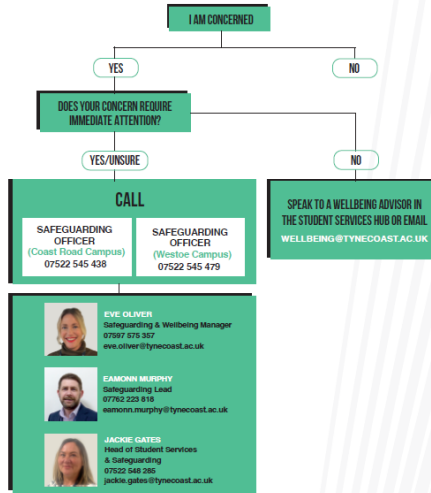 I AM CONCERNED
YES
NO
DOES YOUR CONCERN REQUIRE
IMMEDIATE ATTENTION?
YES/UNSURE
NO
CALL
SAFEGUARDING
OFFICER
(Coast Road Campus)
07522 545 438
SAFEGUARDING
OFFICER
(Westoe Campus)
07522 545 479
SPEAK TO A WELLBEING ADVISOR IN
THE STUDENT SERVICES HUB OR EMAIL
WELLBEING@TYNECOAST.AC.UK
EVE OLIVER
Safeguarding & Wellbeing Manager
07597 575 357
eve.oliver@tynecoast.ac.uk
EAMONN MURPHY
Safeguarding Lead
07762 223 818
eamonn.murphy@tynecoast.ac.uk
JACKIE GATES
Head of Student Services
& Safeguarding
07522 548 285
jackie.gates@tynecoast.ac.uk